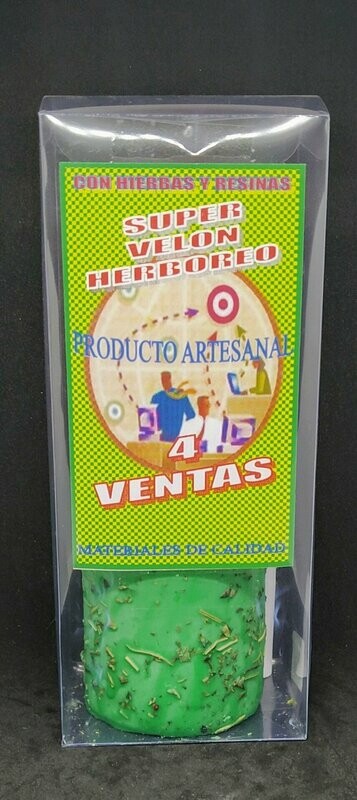 CON HIERBAS Y RESINAS
SUPER
VELON
HERBOREO
PRODUCTO ARTESANAL
4
VENTAS
MATERIALES DE CALIDAD